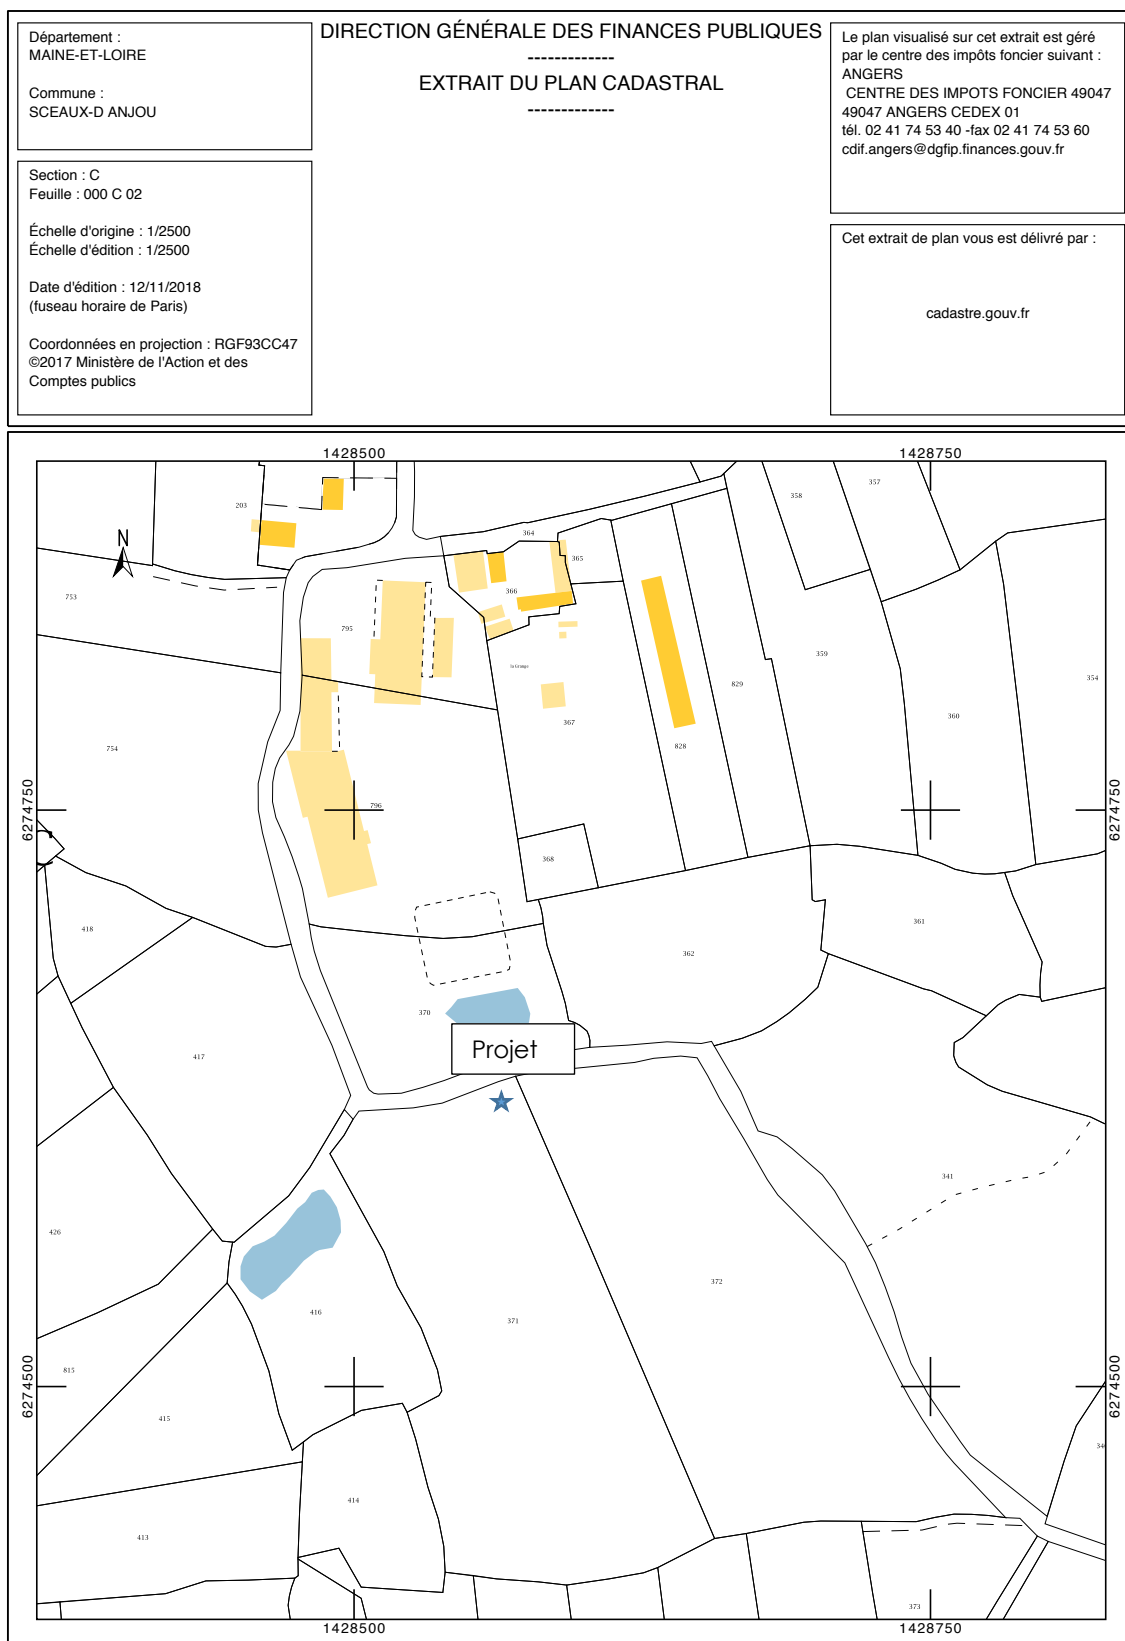 Département :
MAINE-ET-LOIRE
Commune :
SCEAUX-D ANJOU
Section : C
Feuille : 000 C 02
Échelle d'origine : 1/2500
Échelle d'édition : 1/2500
Date d'édition : 12/11/2018
(fuseau horaire de Paris)
Coordonnées en projection : RGF93CC47
©2017 Ministère de l'Action et des
Comptes publics
DIRECTION GÉNÉRALE DES FINANCES PUBLIQUES
-------------
EXTRAIT DU PLAN CADASTRAL
-------------
Le plan visualisé sur cet extrait est géré
par le centre des impôts foncier suivant :
ANGERS
CENTRE DES IMPOTS FONCIER 49047
49047 ANGERS CEDEX 01
tél. 02 41 74 53 40 -fax 02 41 74 53 60
cdif.angers@dgfip.finances.gouv.fr
Cet extrait de plan vous est délivré par :
cadastre.gouv.fr
1428500
1428750
357
358
203
364
N
365
366
753
795
la Grange
359
354
829
360
367
754
828
6274750
796
6274750
368
418
361
362
370
Projet
417
341
426
372
416
371
815
6274500
6274500
415
414
413
373
1428500
1428750